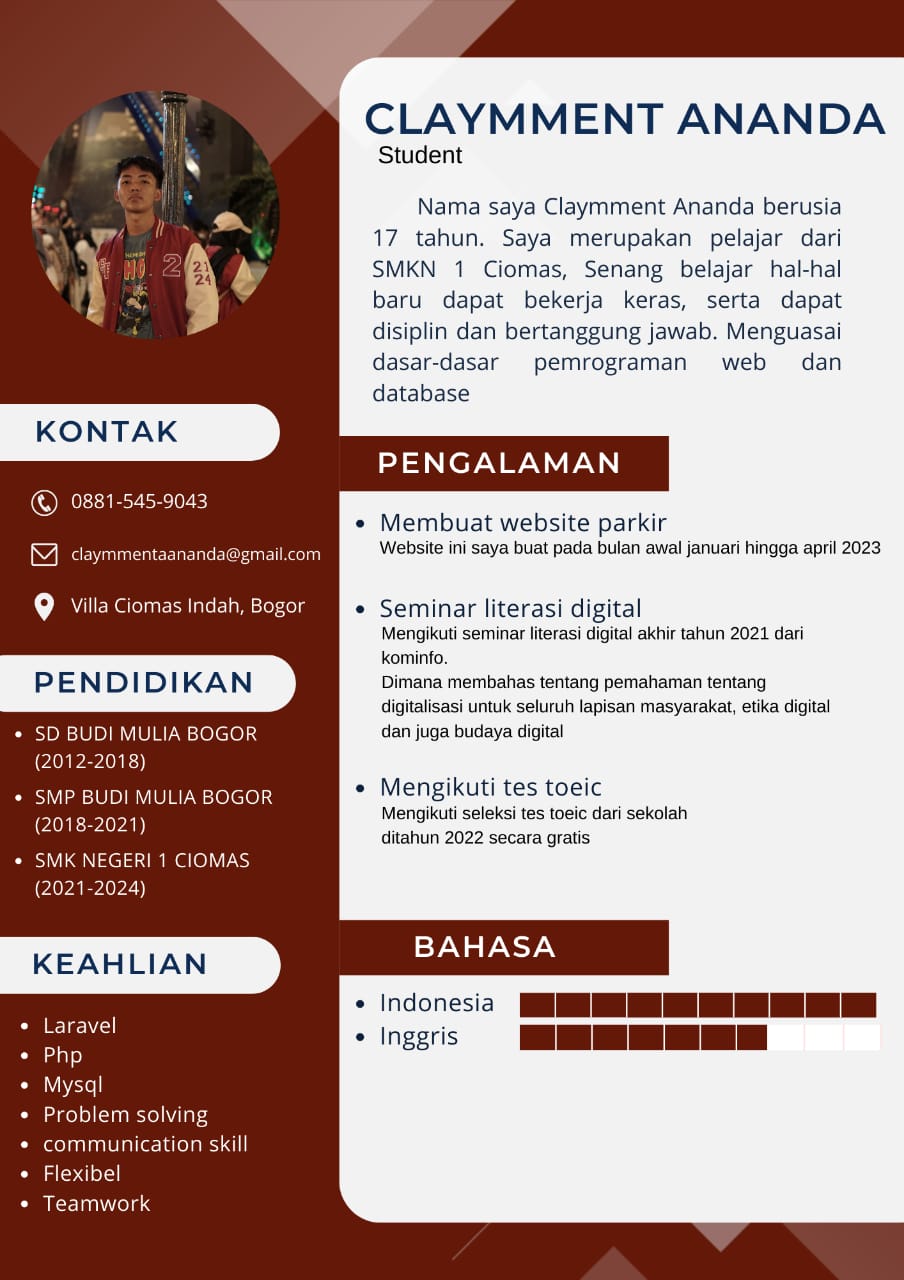 CLAYMMENT ANANDA
Student
Nama saya Claymment Ananda berusia
17 tahun. Saya merupakan pelajar dari
SMKN 1 Ciomas, Senang belajar hal-hal
baru dapat bekerja keras, serta dapat
disiplin dan bertanggung jawab. Menguasai
dasar-dasar pemrograman web dan
database
KONTAK
0881-545-9043
claymmentaananda@gmail.com
Villa Ciomas Indah, Bogor
PENDIDIKAN
• SD BUDI MULIA BOGOR
(2012-2018)
• SMP BUDI MULIA BOGOR
(2018-2021)
• SMK NEGERI 1 CIOMAS
(2021-2024)
KEAHLIAN
• Laravel
• Php
• Mysql
• Problem solving
• communication skill
• Flexibel
• Teamwork
PENGALAMAN
• Membuat website parkir
Website ini saya buat pada bulan awal januari hingga april 2023
• Seminar literasi digital
Mengikuti seminar literasi digital akhir tahun 2021 dari
kominfo.
Dimana membahas tentang pemahaman tentang
digitalisasi untuk seluruh lapisan masyarakat, etika digital
dan juga budaya digital
• Mengikuti tes toeic
Mengikuti seleksi tes toeic dari sekolah
ditahun 2022 secara gratis
BAHASA
• Indonesia
• Inggris
2
21
24